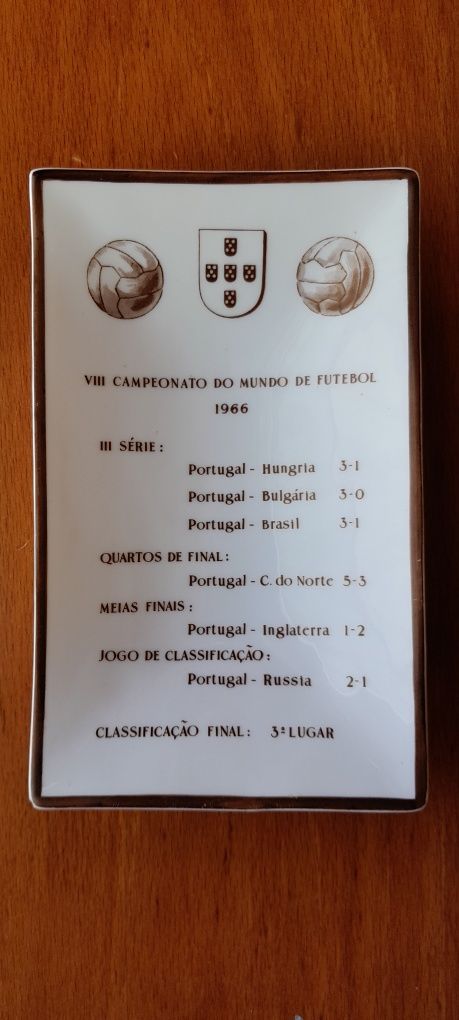 VIII CAMPEONATO DO MUNDO DE FUTEBOL
1966
III SÉRIE:
Portugal - Hungria 3-1
Portugal - Bulgária 3-0
Portugal - Brasil 3-1
QUARTOS DE FINAL:
Portugal - C. do Norte 5-3
MEIAS FINAIS:
Portugal - Inglaterra 1-2
JOGO DE CLASSIFICAÇÃO:
Portugal - Russia 2-1
CLASSIFICAÇÃO FINAL: 3º LUGAR